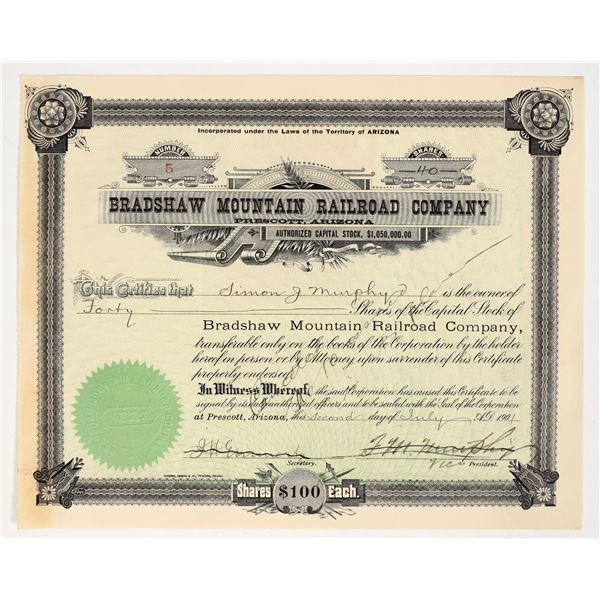 Incorporated under the Laws of the Territory of ARIZONA
NUMBER SHARES
5 -40-
BRADSHAW MOUNTAIN RAILROAD COMPANY
PRESCOTT, ARIZONA
AUTHORIZED CAPITAL STOCK, $1,050,000.00
This Certifies that Simon J Murphy is the owner of
Forty Shares of the Capital Stock of
Bradshaw Mountain Railroad Company,
transferable only on the books of the Corporation by the holder
hereof in person or by Attorney upon surrender of this Certificate
properly endorsed.
In Witness Whereof, the said Corporation has caused this Certificate to be
signed by its duly authorized officers and to be sealed with the Seal of the Corporation
at Prescott, Arizona, this Second day of July A.D. 1901
F. M. Murphy
Secretary. Vice President.
Shares $100 Each.